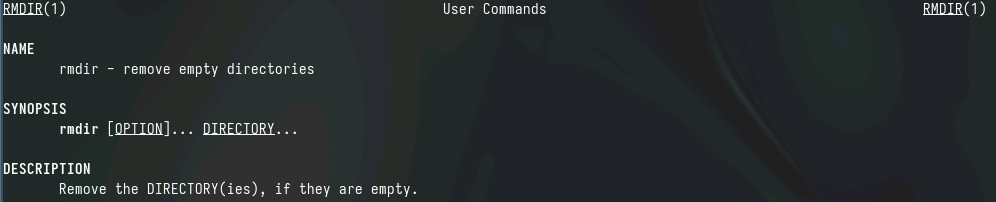 RMDIR(1) User Commands RMDIR(1)
NAME
rmdir - remove empty directories
SYNOPSIS
rmdir [OPTION]... DIRECTORY...
DESCRIPTION
Remove the DIRECTORY(ies), if they are empty.